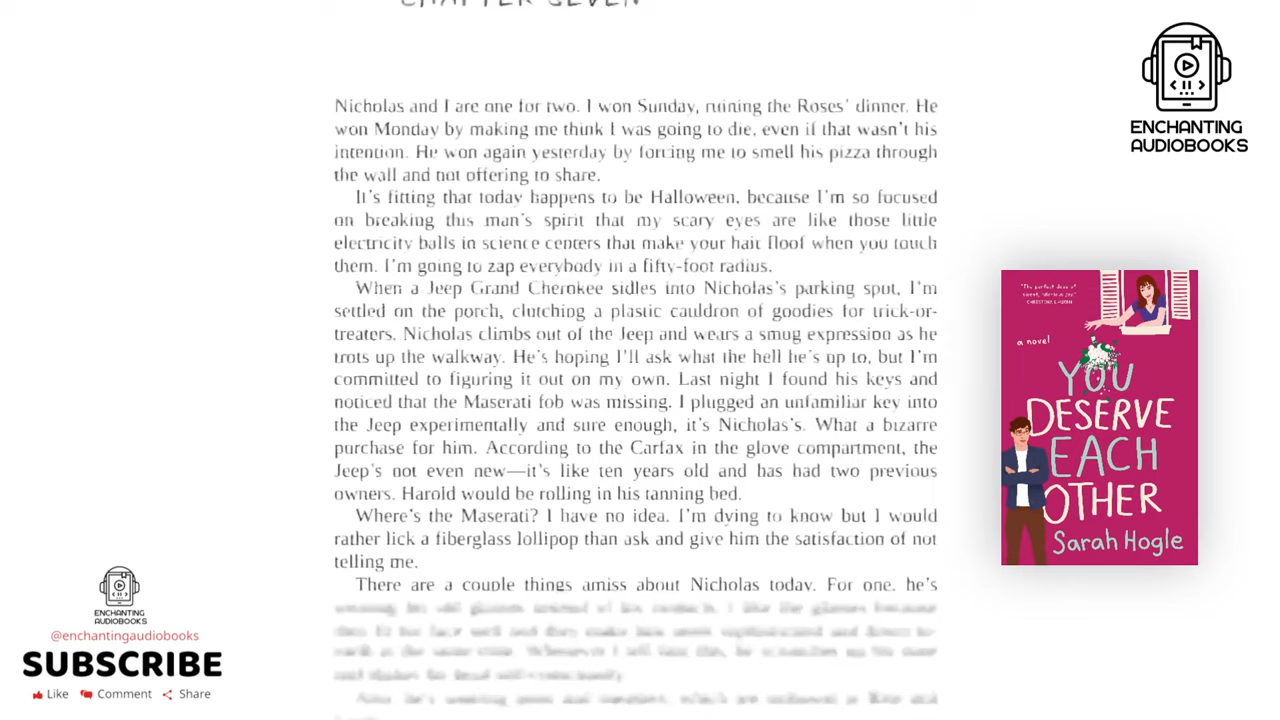 CHAPTER SEVEN
Nicholas and I are one for two. I won Sunday, ruining the Roses' dinner. He
won Monday by making me think I was going to die, even if that wasn't his
intention. He won again yesterday by forcing me to smell his pizza through
the wall and not offering to share.
It's fitting that today happens to be Halloween, because I'm so focused
on breaking this man's spirit that my scary eyes are like those little
electricity balls in science centers that make your hair floof when you touch
them. I'm going to zap everybody in a fifty-foot radius.
When a Jeep Grand Cherokee sidles into Nicholas's parking spot, I'm
settled on the porch, clutching a plastic cauldron of goodies for trick-or-
treaters. Nicholas climbs out of the Jeep and wears a smug expression as he
trots up the walkway. He's hoping I'll ask what the hell he's up to, but I'm
committed to figuring it out on my own. Last night I found his keys and
noticed that the Maserati fob was missing. I plugged an unfamiliar key into
the Jeep experimentally and sure enough, it's Nicholas's. What a bizarre
purchase for him. According to the Carfax in the glove compartment, the
Jeep's not even new—it's like ten years old and has had two previous
owners. Harold would be rolling in his tanning bed.
Where's the Maserati? I have no idea. I'm dying to know but I would
rather lick a fiberglass lollipop than ask and give him the satisfaction of not
telling me.
There are a couple things amiss about Nicholas today. For one, he's
ENCHANTING
AUDIOBOOKS
"The perfect dose of
CHRISTINA LAUREN
a novel
YOU
DESERVE
EACH
OTHER
Sarah Hogle
ENCHANTING
AUDIOBOOKS
@enchantingaudiobooks
SUBSCRIBE
Like Comment Share